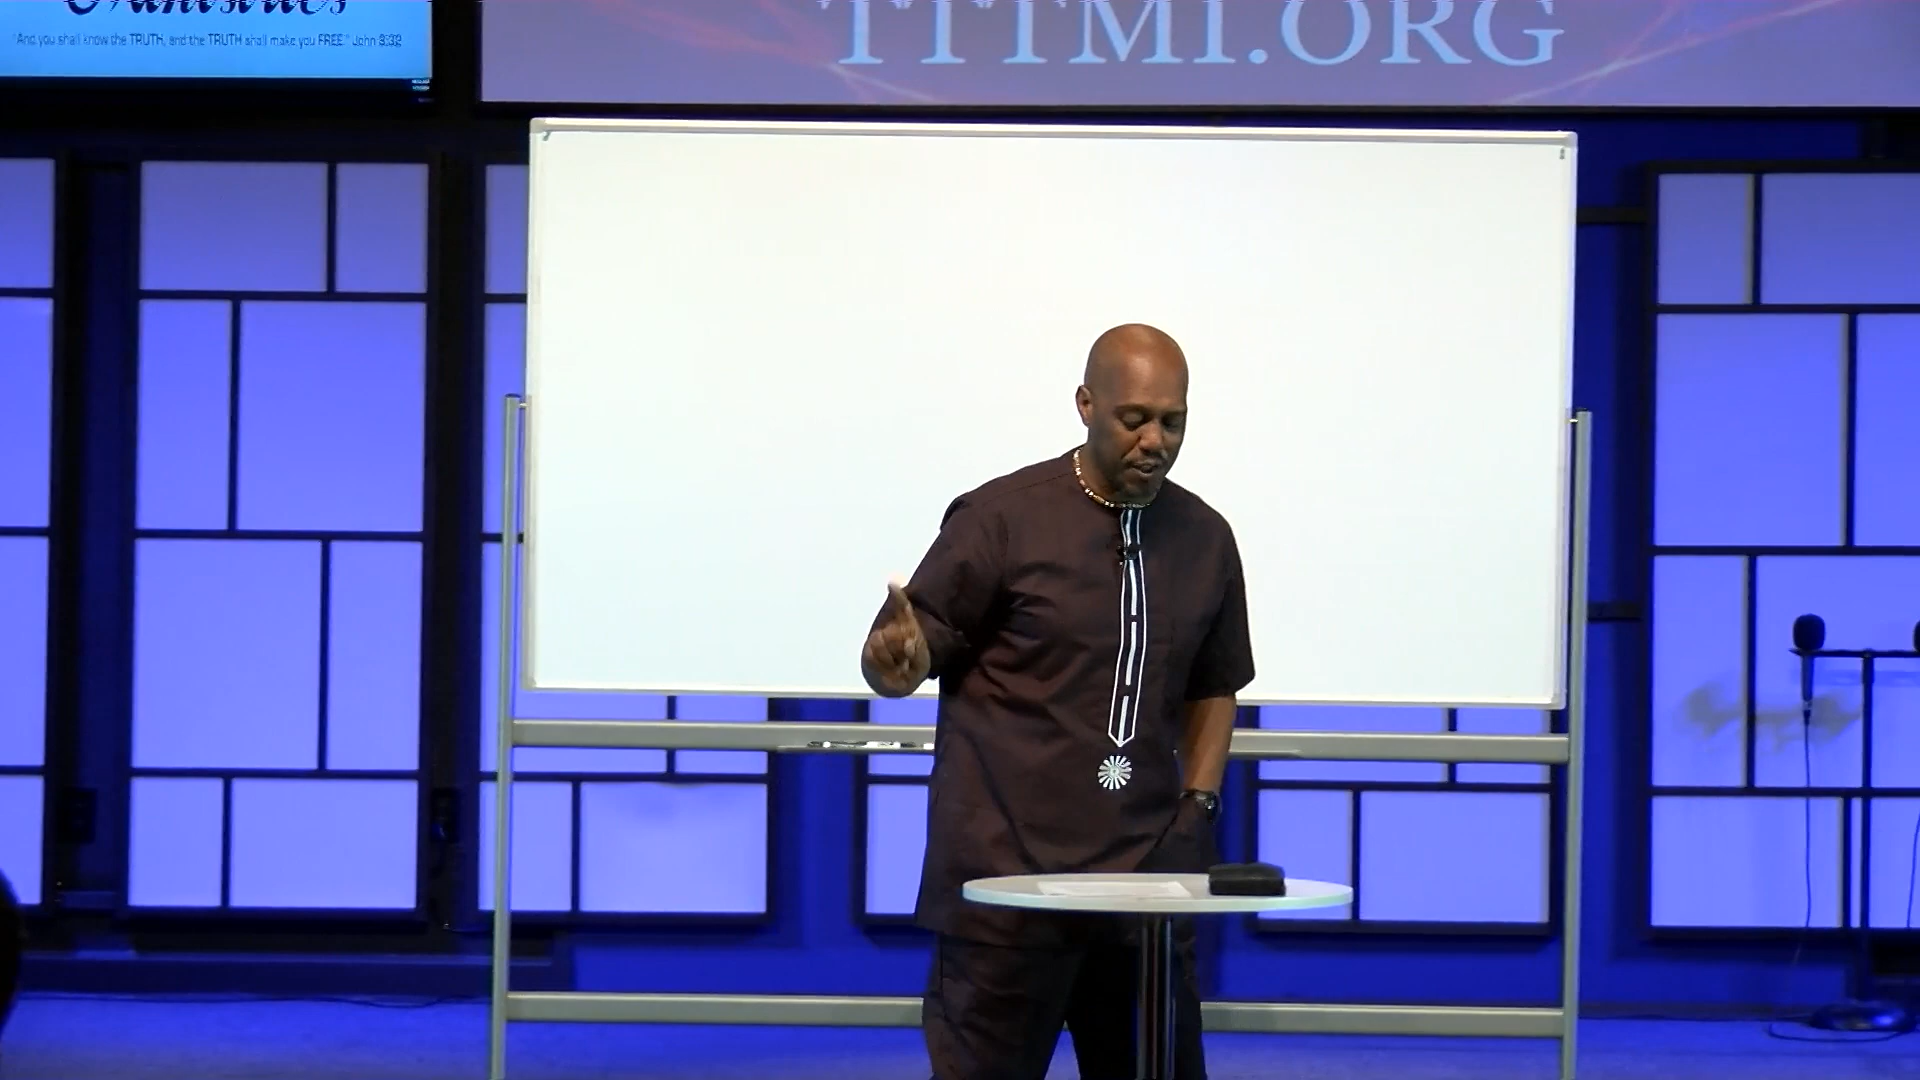 "And you shall know the TRUTH, and the TRUTH shall make you FREE." John 8:32
TTTMI.ORG